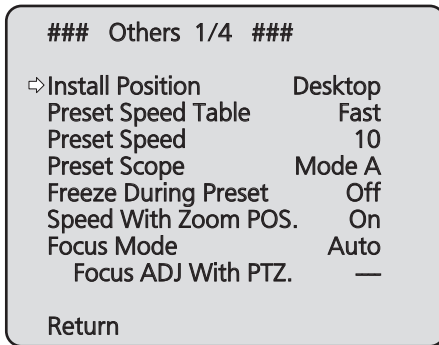 ### Others 1/4 ###
⇨Install Position Desktop
Preset Speed Table Fast
Preset Speed 10
Preset Scope Mode A
Freeze During Preset Off
Speed With Zoom POS. On
Focus Mode Auto
Focus ADJ With PTZ. —
Return